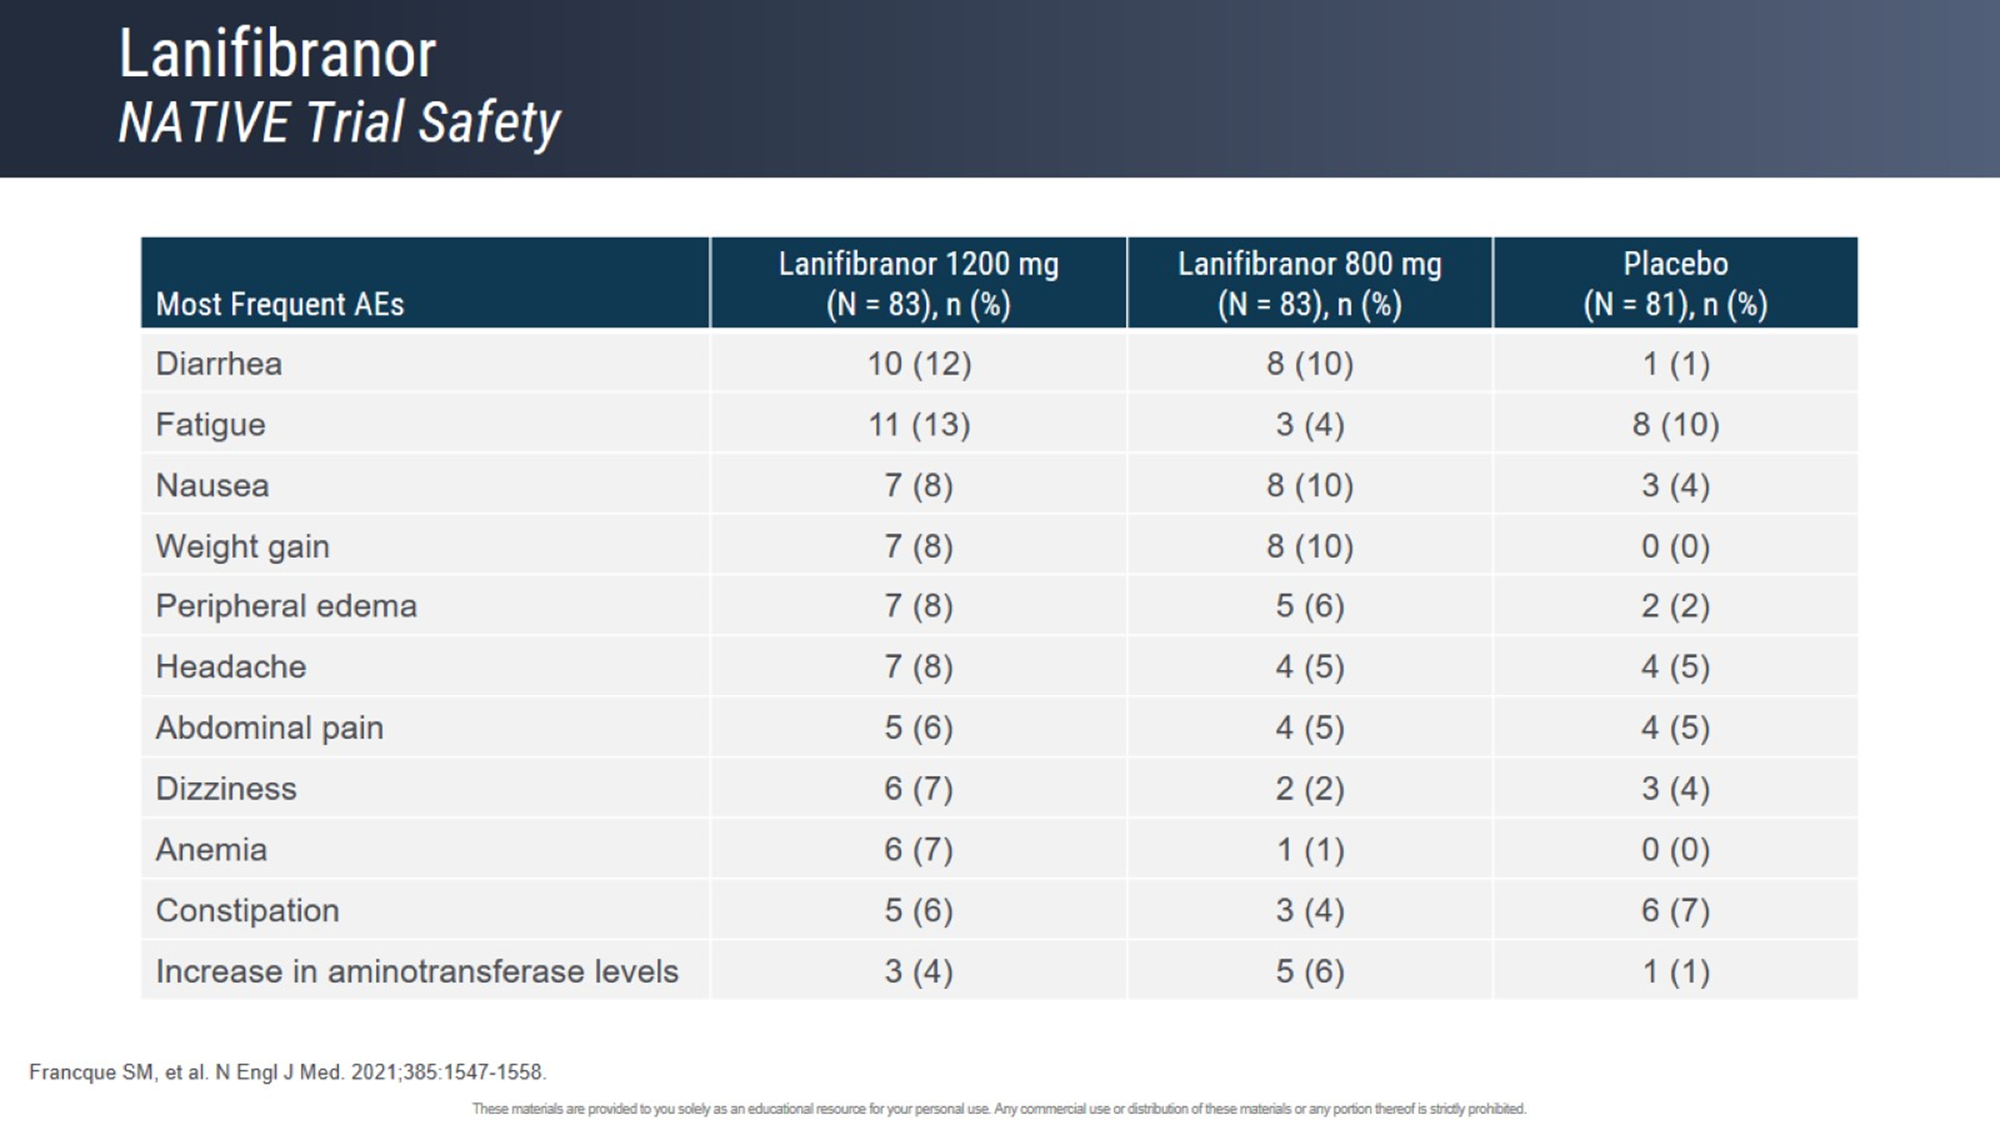 Lanifibranor
NATIVE Trial Safety
Most Frequent AEs
Lanifibranor 1200 mg
(N = 83), n (%)
Lanifibranor 800 mg
(N = 83), n (%)
Placebo
(N = 81), n (%)
Diarrhea 10 (12) 8 (10) 1 (1)
Fatigue 11 (13) 3 (4) 8 (10)
Nausea 7 (8) 8 (10) 3 (4)
Weight gain 7 (8) 8 (10) 0 (0)
Peripheral edema 7 (8) 5 (6) 2 (2)
Headache 7 (8) 4 (5) 4 (5)
Abdominal pain 5 (6) 4 (5) 4 (5)
Dizziness 6 (7) 2 (2) 3 (4)
Anemia 6 (7) 1 (1) 0 (0)
Constipation 5 (6) 3 (4) 6 (7)
Increase in aminotransferase levels 3 (4) 5 (6) 1 (1)
Francque SM, et al. N Engl J Med. 2021;385:1547-1558.
These materials are provided to you solely as an educational resource for your personal use. Any commercial use or distribution of these materials or any portion thereof is strictly prohibited.